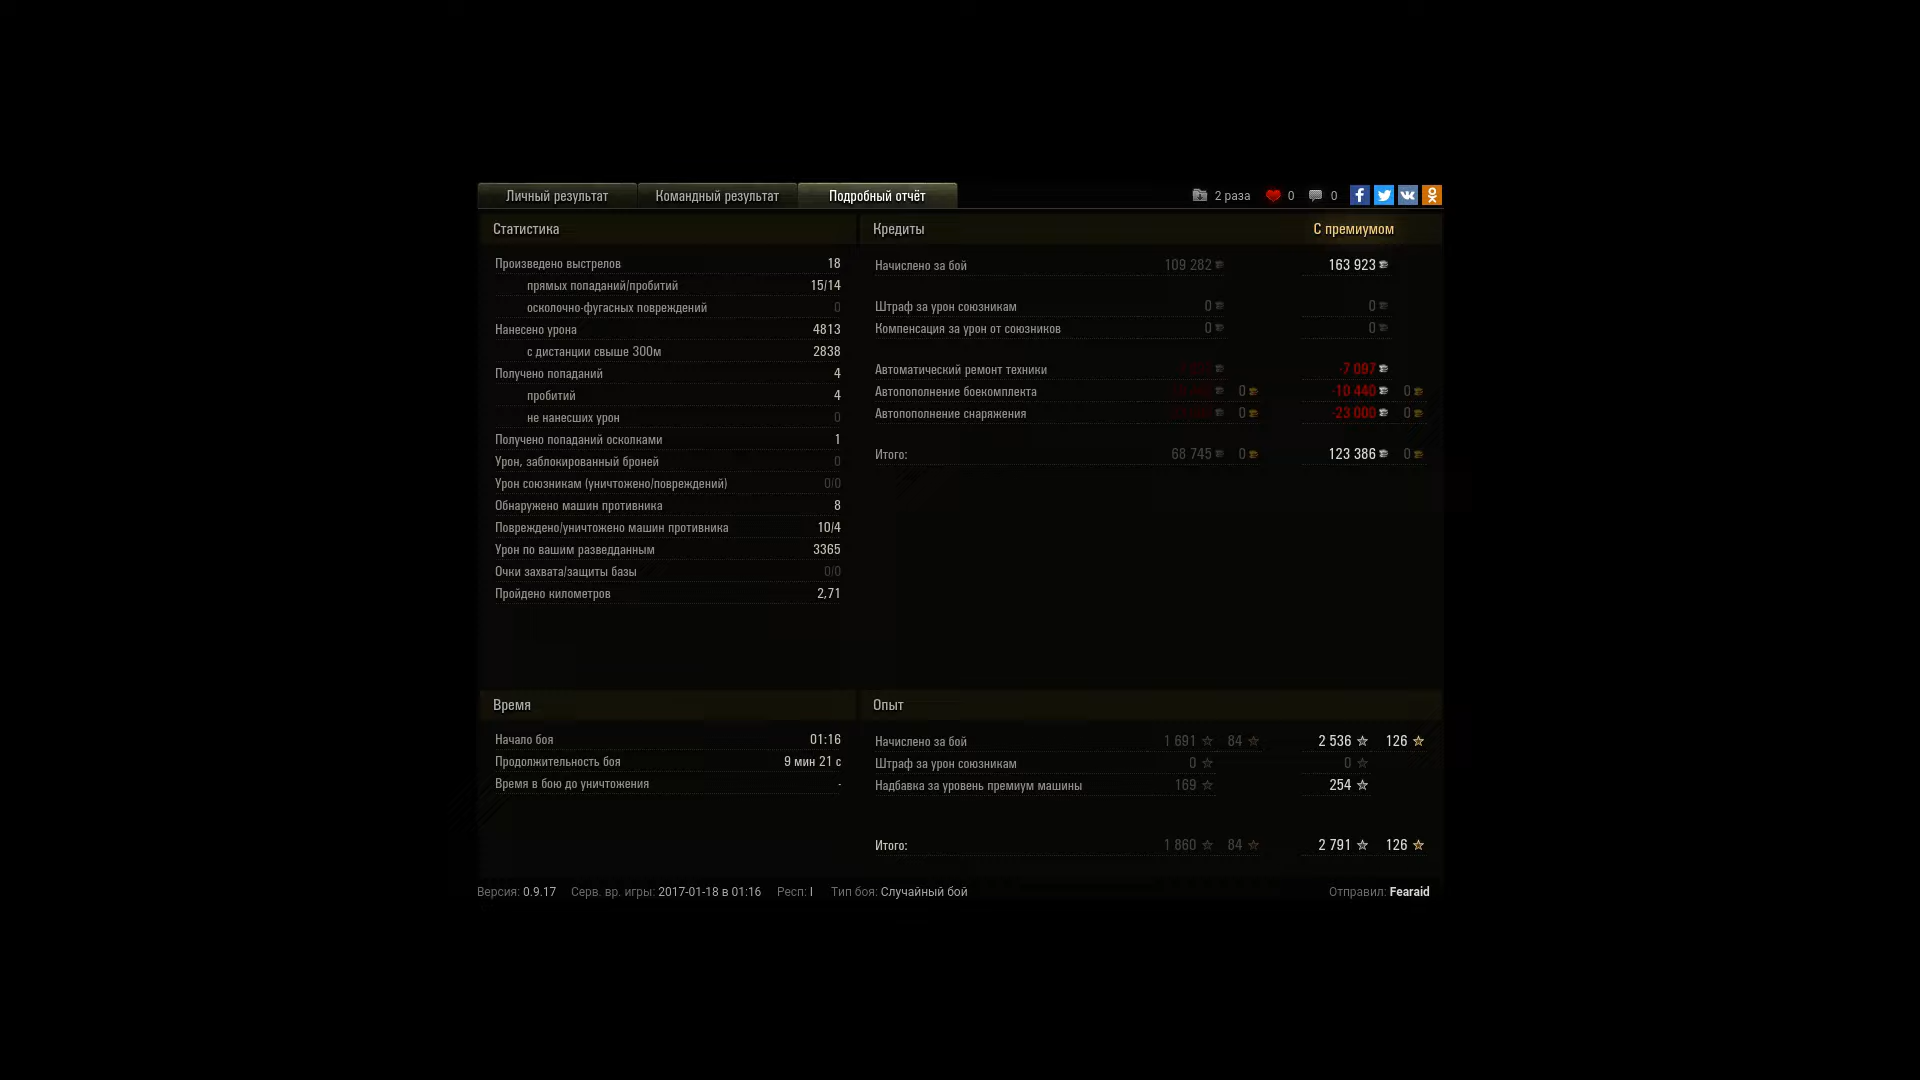 Личный результат Командный результат Подробный отчёт 2 раза 0 0
Статистика
Произведено выстрелов 18
прямых попаданий/пробитий 15/14
осколочно-фугасных повреждений 0
Нанесено урона 4813
с дистанции свыше 300м 2838
Получено попаданий 4
пробитий 4
не нанесших урон 0
Получено попаданий осколками 1
Урон, заблокированный броней 0
Урон союзникам (уничтожено/повреждений) 0/0
Обнаружено машин противника 8
Повреждено/уничтожено машин противника 10/4
Урон по вашим разведданным 3365
Очки захвата/защиты базы 0/0
Пройдено километров 2,71
Кредиты С премиумом
Начислено за бой 109 282 163 923
Штраф за урон союзникам 0 0
Компенсация за урон от союзников 0 0
Автоматический ремонт техники -7 097
Автопополнение боекомплекта 0 -10 440 0
Автопополнение снаряжения 0 -23 000 0
Итого: 68 745 0 123 386 0
Время
Начало боя 01:16
Продолжительность боя 9 мин 21 с
Время в бою до уничтожения -
Опыт
Начислено за бой 1 691 84 2 536 126
Штраф за урон союзникам 0 0
Надбавка за уровень премиум машины 169 254
Итого: 1 860 84 2 791 126
Версия: 0.9.17 Серв. вр. игры: 2017-01-18 в 01:16 Респ: I Тип боя: Случайный бой Отправил: Fearaid